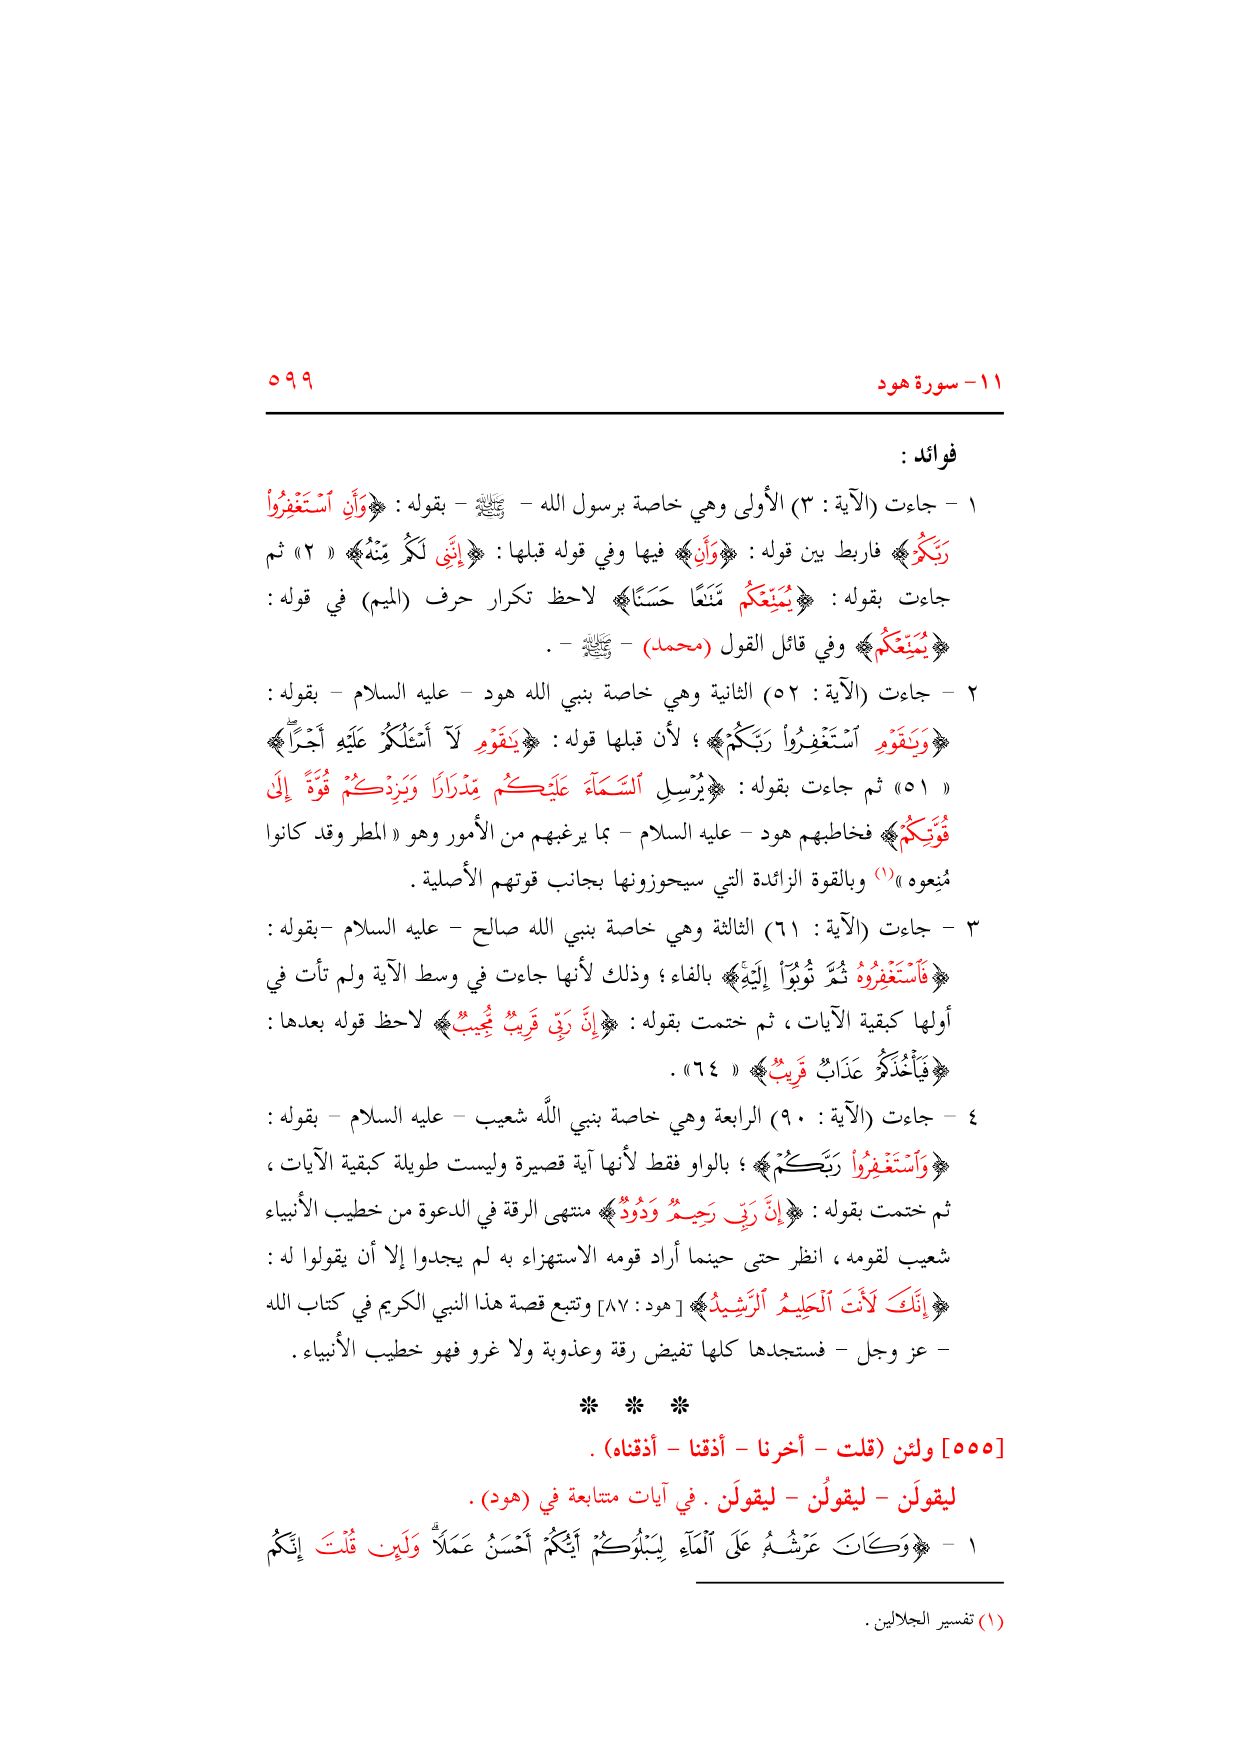 ١١- سورة هود ٥٩٩
فوائد :
١ - جاءت (الآية : ٣) الأولى وهي خاصة برسول الله - ﷺ - بقوله : ﴿وَأَنِ ٱسۡتَغۡفِرُواْ
رَبَّكُمۡ﴾ فاربط بين قوله : ﴿وَأَنِ﴾ فيها وفي قوله قبلها : ﴿إِنَّنِي لَكُم مِّنۡهُ﴾ « ٢» ثم
جاءت بقوله : ﴿يُمَتِّعۡكُم مَّتَٰعًا حَسَنًا﴾ لاحظ تكرار حرف (الميم) في قوله :
﴿يُمَتِّعۡكُم﴾ وفي قائل القول (محمد) - ﷺ - .
٢ - جاءت (الآية : ٥٢) الثانية وهي خاصة بنبي الله هود - عليه السلام - بقوله :
﴿وَيَٰقَوۡمِ ٱسۡتَغۡفِرُواْ رَبَّكُمۡ﴾ ؛ لأن قبلها قوله : ﴿يَٰقَوۡمِ لَآ أَسۡـَٔلُكُمۡ عَلَيۡهِ أَجۡرًاۖ﴾
« ٥١» ثم جاءت بقوله : ﴿يُرۡسِلِ ٱلسَّمَآءَ عَلَيۡكُم مِّدۡرَارٗا وَيَزِدۡكُمۡ قُوَّةً إِلَىٰ
قُوَّتِكُمۡ﴾ فخاطبهم هود - عليه السلام - بما يرغبهم من الأمور وهو « المطر وقد كانوا
مُنِعوه »(١) وبالقوة الزائدة التي سيحوزونها بجانب قوتهم الأصلية .
٣ - جاءت (الآية : ٦١) الثالثة وهي خاصة بنبي الله صالح - عليه السلام -بقوله :
﴿فَٱسۡتَغۡفِرُوهُ ثُمَّ تُوبُوٓاْ إِلَيۡهِۚ﴾ بالفاء ؛ وذلك لأنها جاءت في وسط الآية ولم تأت في
أولها كبقية الآيات ، ثم ختمت بقوله : ﴿إِنَّ رَبِّي قَرِيبٞ مُّجِيبٞ﴾ لاحظ قوله بعدها :
﴿فَيَأۡخُذَكُمۡ عَذَابٞ قَرِيبٞ﴾ « ٦٤» .
٤ - جاءت (الآية : ٩٠) الرابعة وهي خاصة بنبي اللَّه شعيب - عليه السلام - بقوله :
﴿وَٱسۡتَغۡفِرُواْ رَبَّكُمۡ﴾ ؛ بالواو فقط لأنها آية قصيرة وليست طويلة كبقية الآيات ،
ثم ختمت بقوله : ﴿إِنَّ رَبِّي رَحِيمٞ وَدُودٞ﴾ منتهى الرقة في الدعوة من خطيب الأنبياء
شعيب لقومه ، انظر حتى حينما أراد قومه الاستهزاء به لم يجدوا إلا أن يقولوا له :
﴿إِنَّكَ لَأَنتَ ٱلۡحَلِيمُ ٱلرَّشِيدُ﴾ [هود : ٨٧] وتتبع قصة هذا النبي الكريم في كتاب الله
- عز وجل - فستجدها كلها تفيض رقة وعذوبة ولا غرو فهو خطيب الأنبياء .
❊ ❊ ❊
[٥٥٥] ولئن (قلت - أخرنا - أذقنا - أذقناه) .
ليقولَن - ليقولُن - ليقولَن . في آيات متتابعة في (هود) .
١ - ﴿وَكَانَ عَرۡشُهُۥ عَلَى ٱلۡمَآءِ لِيَبۡلُوَكُمۡ أَيُّكُمۡ أَحۡسَنُ عَمَلٗاۗ وَلَئِن قُلۡتَ إِنَّكُم
(١) تفسير الجلالين .